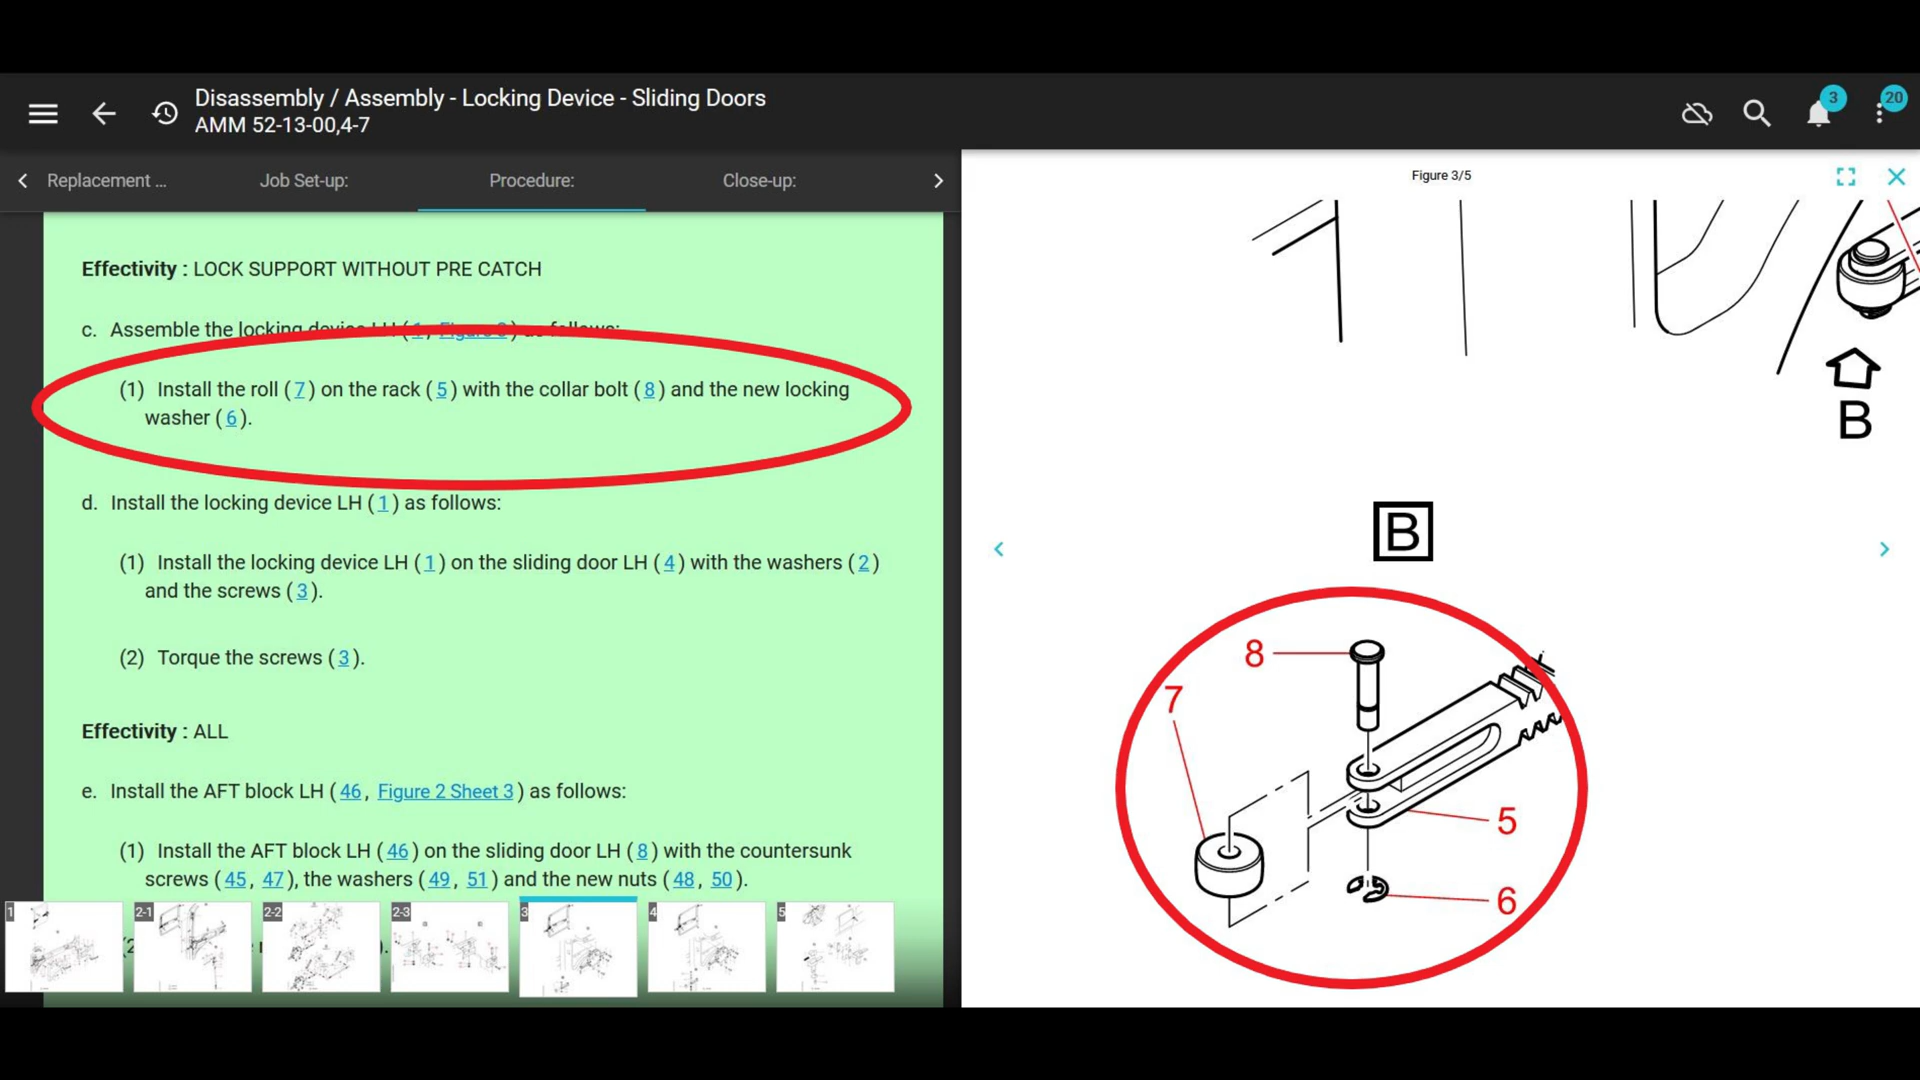 Disassembly / Assembly - Locking Device - Sliding Doors
AMM 52-13-00,4-7
3
20
Replacement ...
Job Set-up:
Procedure:
Close-up:
Effectivity : LOCK SUPPORT WITHOUT PRE CATCH
c. Assemble the locking device LH ( 1 , Figure 3 ) as follows:
(1) Install the roll ( 7 ) on the rack ( 5 ) with the collar bolt ( 8 ) and the new locking
washer ( 6 ).
d. Install the locking device LH ( 1 ) as follows:
(1) Install the locking device LH ( 1 ) on the sliding door LH ( 4 ) with the washers ( 2 )
and the screws ( 3 ).
(2) Torque the screws ( 3 ).
Effectivity : ALL
e. Install the AFT block LH ( 46 , Figure 2 Sheet 3 ) as follows:
(1) Install the AFT block LH ( 46 ) on the sliding door LH ( 8 ) with the countersunk
screws ( 45 , 47 ), the washers ( 49 , 51 ) and the new nuts ( 48 , 50 ).
1
2-1
2-2
2-3
3
4
5
Figure 3/5
B
B
8
7
5
6